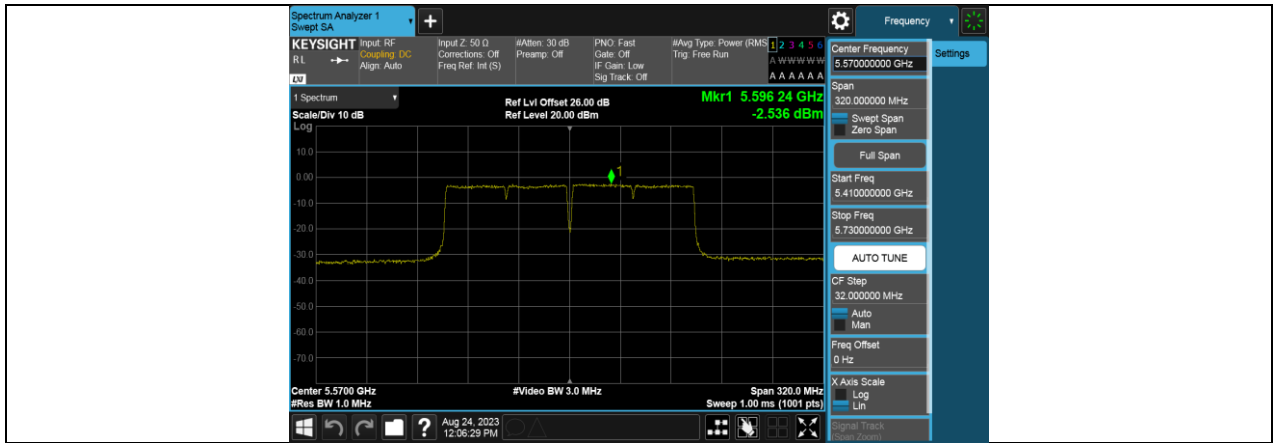 Spectrum Analyzer 1
Swept SA
Frequency
KEYSIGHT
RL
LXI
Input: RF
Coupling: DC
Align: Auto
Input Z: 50 Ω
Corrections: Off
Freq Ref: Int (S)
#Atten: 30 dB
Preamp: Off
PNO: Fast
Gate: Off
IF Gain: Low
Sig Track: Off
#Avg Type: Power (RMS
Trig: Free Run
1 2 3 4 5 6
A W W W W W
A A A A A A
1 Spectrum
Scale/Div 10 dB
Ref Lvl Offset 26.00 dB
Ref Level 20.00 dBm
Mkr1 5.596 24 GHz
-2.536 dBm
Log
10.0
0.00
-10.0
-20.0
-30.0
-40.0
-50.0
-60.0
-70.0
1
Center 5.5700 GHz
#Res BW 1.0 MHz
#Video BW 3.0 MHz
Span 320.0 MHz
Sweep 1.00 ms (1001 pts)
Center Frequency
5.570000000 GHz
Span
320.000000 MHz
Swept Span
Zero Span
Full Span
Start Freq
5.410000000 GHz
Stop Freq
5.730000000 GHz
AUTO TUNE
CF Step
32.000000 MHz
Auto
Man
Freq Offset
0 Hz
X Axis Scale
Log
Lin
Signal Track
(Span Zoom)
Settings
?
Aug 24, 2023
12:06:29 PM